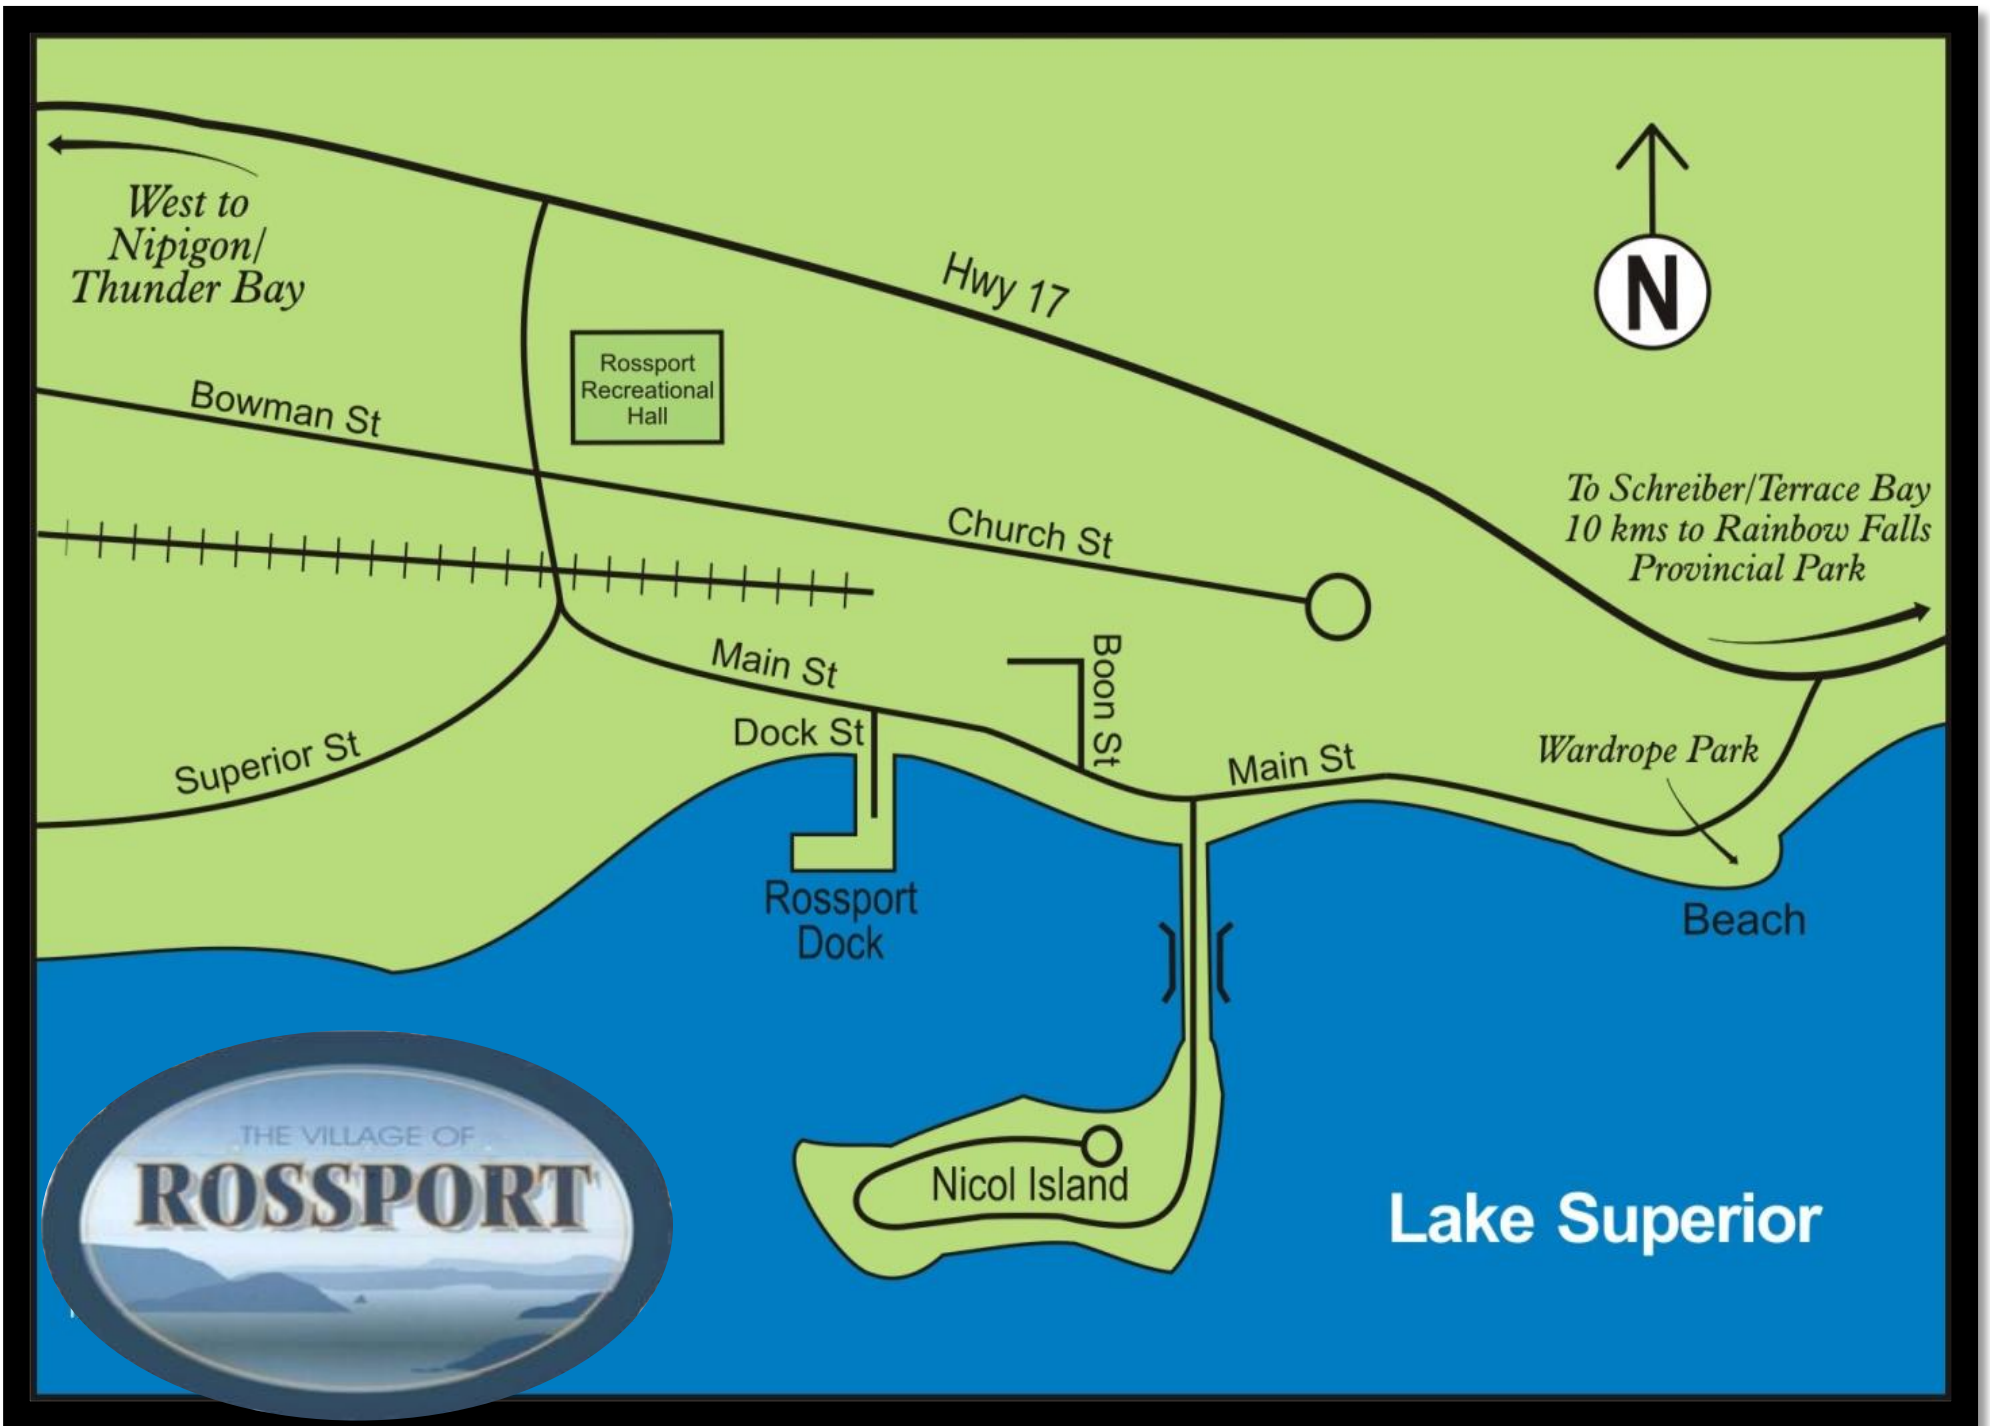 West to
Nipigon/
Thunder Bay
Hwy 17
N
Rossport
Recreational
Hall
Bowman St
Church St
To Schreiber/Terrace Bay
10 kms to Rainbow Falls
Provincial Park
Main St
Boon St
Dock St
Superior St
Main St
Wardrope Park
Rossport
Dock
Beach
Nicol Island
Lake Superior
THE VILLAGE OF
ROSSPORT